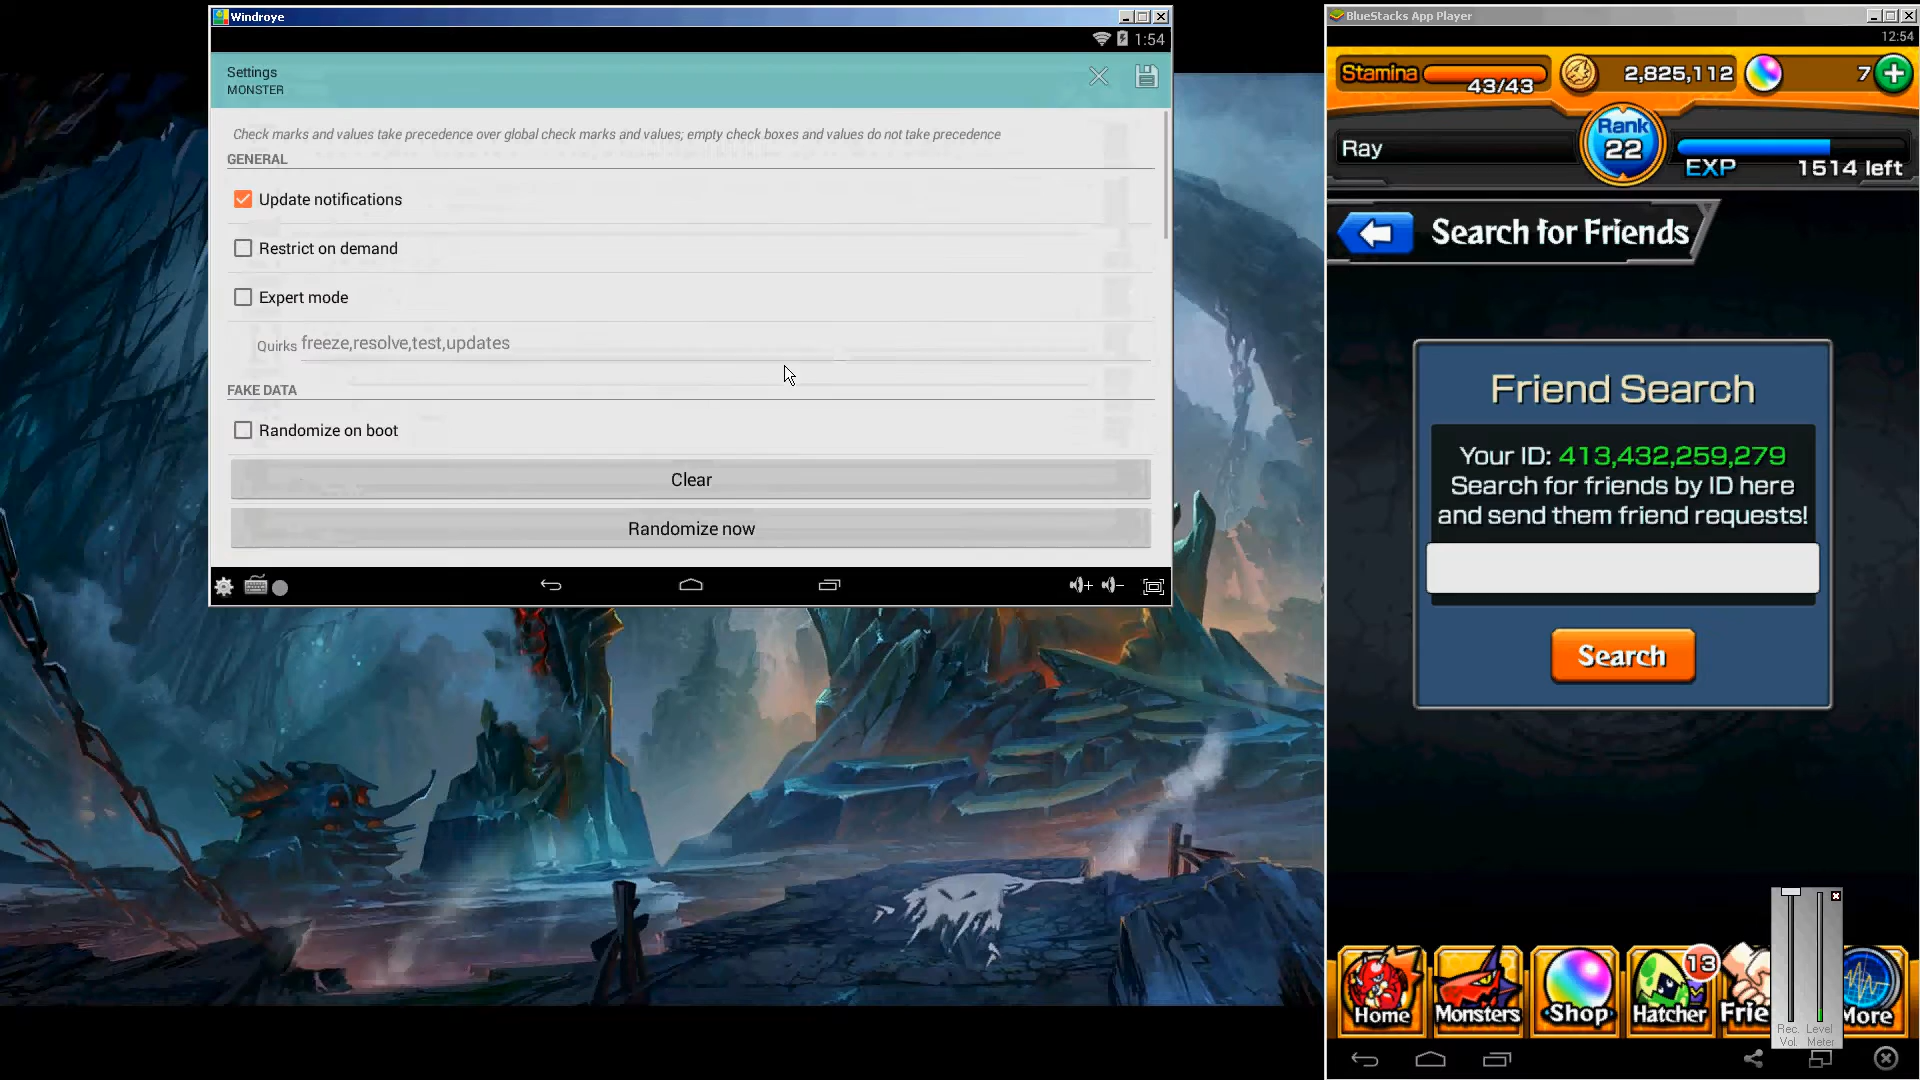 Windroye
1:54
Settings
MONSTER
Check marks and values take precedence over global check marks and values; empty check boxes and values do not take precedence
GENERAL
Update notifications
Restrict on demand
Expert mode
Quirks freeze,resolve,test,updates
FAKE DATA
Randomize on boot
Clear
Randomize now
BlueStacks App Player
12:54
Stamina 43/43 2,825,112 7
Ray Rank 22 EXP 1514 left
Search for Friends
Friend Search
Your ID: 413,432,259,279
Search for friends by ID here
and send them friend requests!
Search
Home Monsters Shop Hatcher 13 Frie More
Rec. Level
Vol. Meter